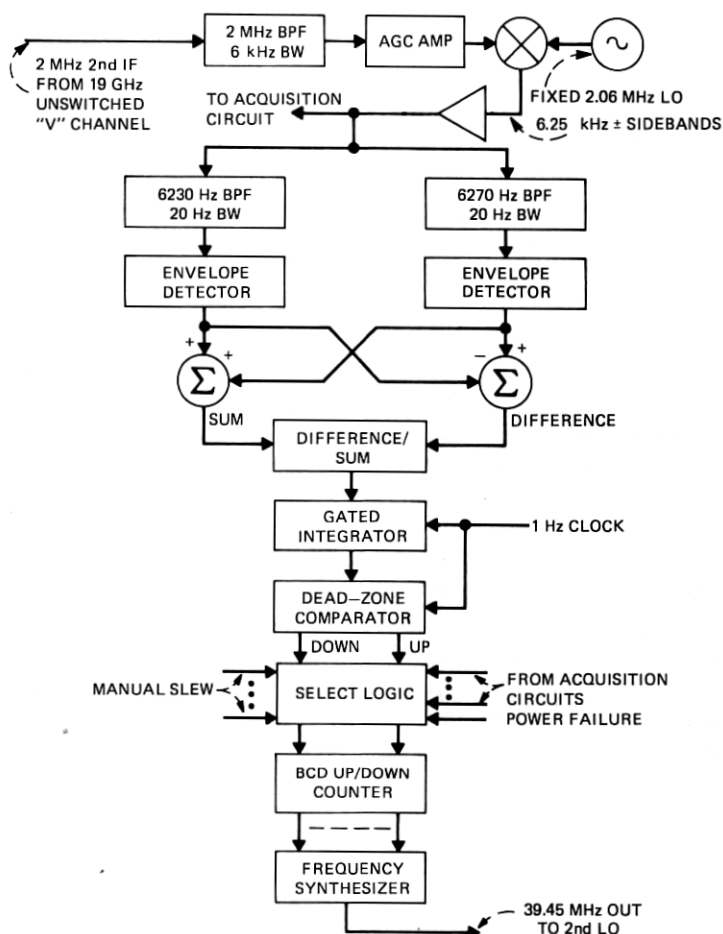 2 MHz BPF
6 kHz BW
AGC AMP
2 MHz 2nd IF
FROM 19 GHz
UNSWITCHED
"V" CHANNEL
FIXED 2.06 MHz LO
6.25 kHz ± SIDEBANDS
TO ACQUISITION
CIRCUIT
6230 Hz BPF
20 Hz BW
6270 Hz BPF
20 Hz BW
ENVELOPE
DETECTOR
ENVELOPE
DETECTOR
+ +
− +
Σ
Σ
SUM
DIFFERENCE
DIFFERENCE/
SUM
GATED
INTEGRATOR
1 Hz CLOCK
DEAD–ZONE
COMPARATOR
DOWN UP
MANUAL SLEW
SELECT LOGIC
FROM ACQUISITION
CIRCUITS
POWER FAILURE
BCD UP/DOWN
COUNTER
FREQUENCY
SYNTHESIZER
39.45 MHz OUT
TO 2nd LO